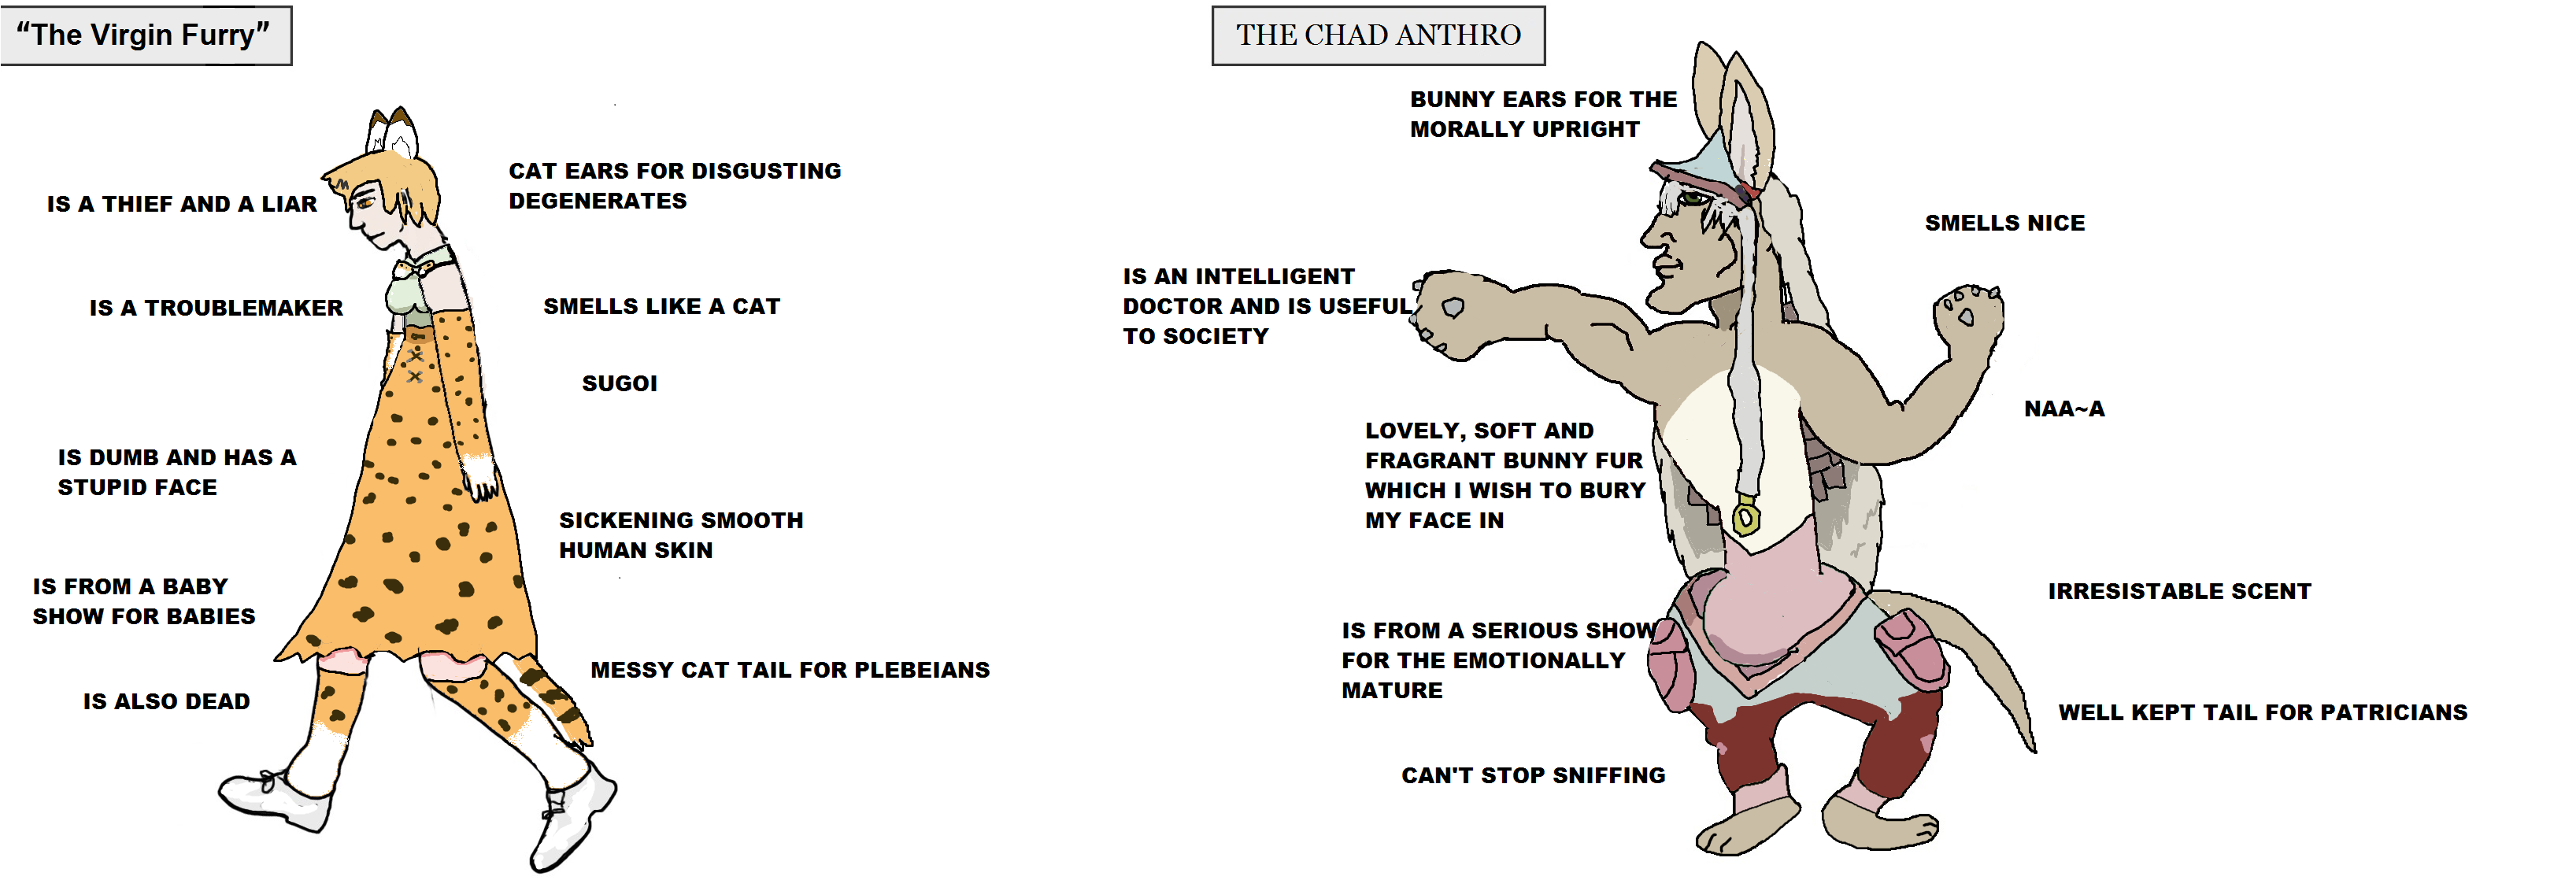 “The Virgin Furry”
IS A THIEF AND A LIAR
CAT EARS FOR DISGUSTING
DEGENERATES
IS A TROUBLEMAKER
SMELLS LIKE A CAT
SUGOI
IS DUMB AND HAS A
STUPID FACE
SICKENING SMOOTH
HUMAN SKIN
IS FROM A BABY
SHOW FOR BABIES
MESSY CAT TAIL FOR PLEBEIANS
IS ALSO DEAD
THE CHAD ANTHRO
BUNNY EARS FOR THE
MORALLY UPRIGHT
SMELLS NICE
IS AN INTELLIGENT
DOCTOR AND IS USEFUL
TO SOCIETY
NAA~A
LOVELY, SOFT AND
FRAGRANT BUNNY FUR
WHICH I WISH TO BURY
MY FACE IN
IRRESISTABLE SCENT
IS FROM A SERIOUS SHOW
FOR THE EMOTIONALLY
MATURE
WELL KEPT TAIL FOR PATRICIANS
CAN'T STOP SNIFFING